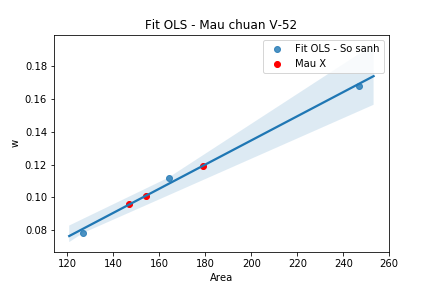 Fit OLS - Mau chuan V-52
Fit OLS - So sanh
Mau X
w
0.18
0.16
0.14
0.12
0.10
0.08
120 140 160 180 200 220 240 260
Area